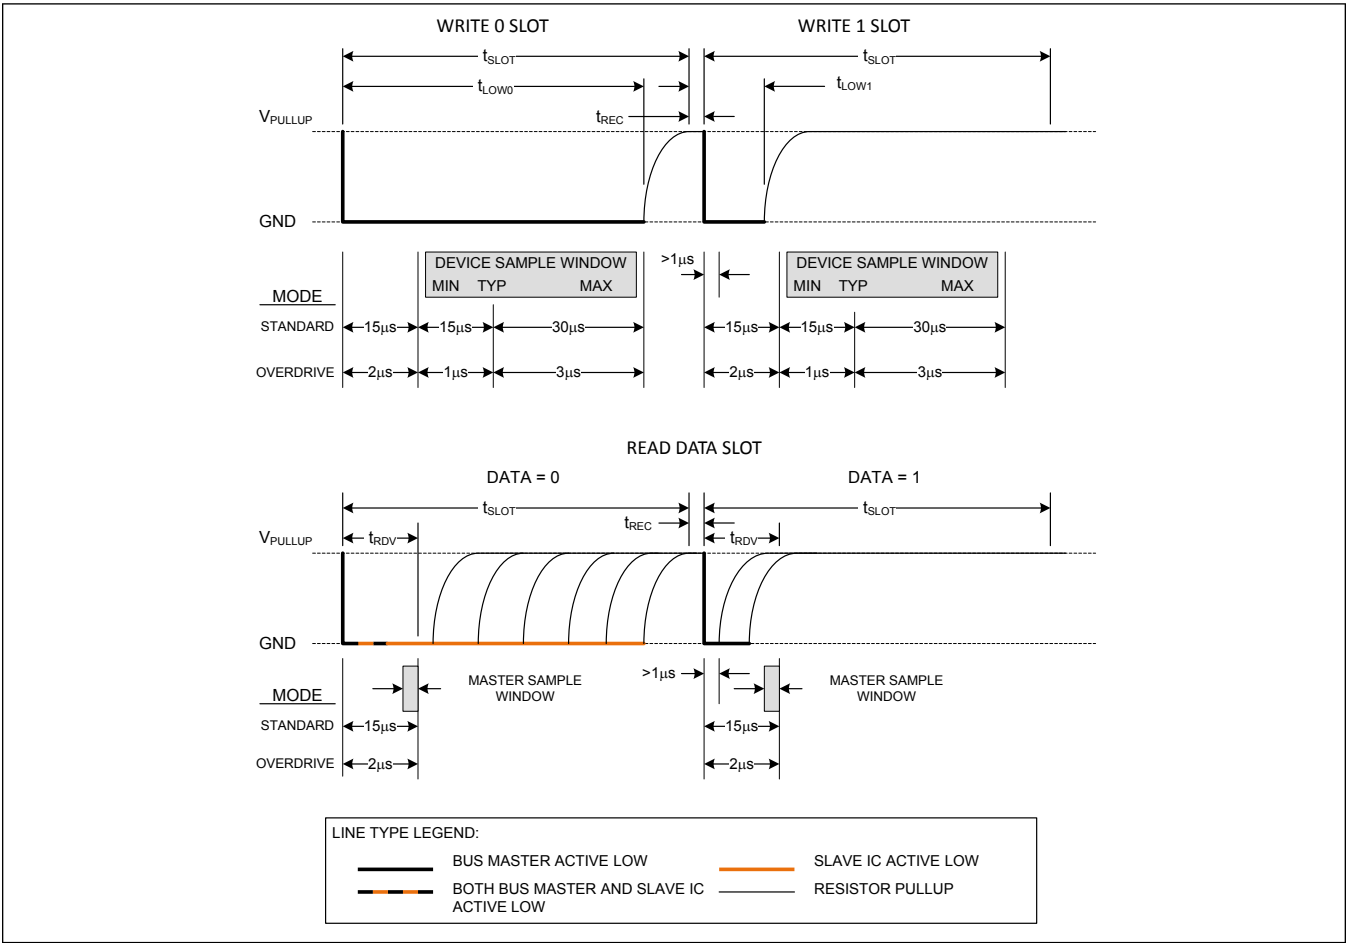 WRITE 0 SLOT WRITE 1 SLOT
tSLOT tSLOT
tLOW0 tLOW1
VPULLUP tREC
GND
DEVICE SAMPLE WINDOW >1µs DEVICE SAMPLE WINDOW
MIN TYP MAX MIN TYP MAX
MODE
STANDARD 15µs 15µs 30µs 15µs 15µs 30µs
OVERDRIVE 2µs 1µs 3µs 2µs 1µs 3µs
READ DATA SLOT
DATA = 0 DATA = 1
tSLOT tSLOT
tREC
VPULLUP tRDV tRDV
GND
>1µs
MASTER SAMPLE MASTER SAMPLE
WINDOW WINDOW
MODE
STANDARD 15µs 15µs
OVERDRIVE 2µs 2µs
LINE TYPE LEGEND:
BUS MASTER ACTIVE LOW SLAVE IC ACTIVE LOW
BOTH BUS MASTER AND SLAVE IC RESISTOR PULLUP
ACTIVE LOW